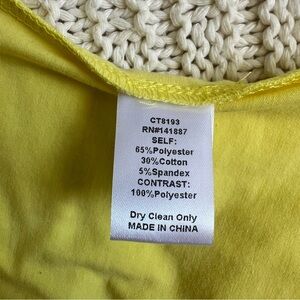 CT8193
RN#141887
SELF:
65%Polyester
30%Cotton
5%Spandex
CONTRAST:
100%Polyester
Dry Clean Only
MADE IN CHINA